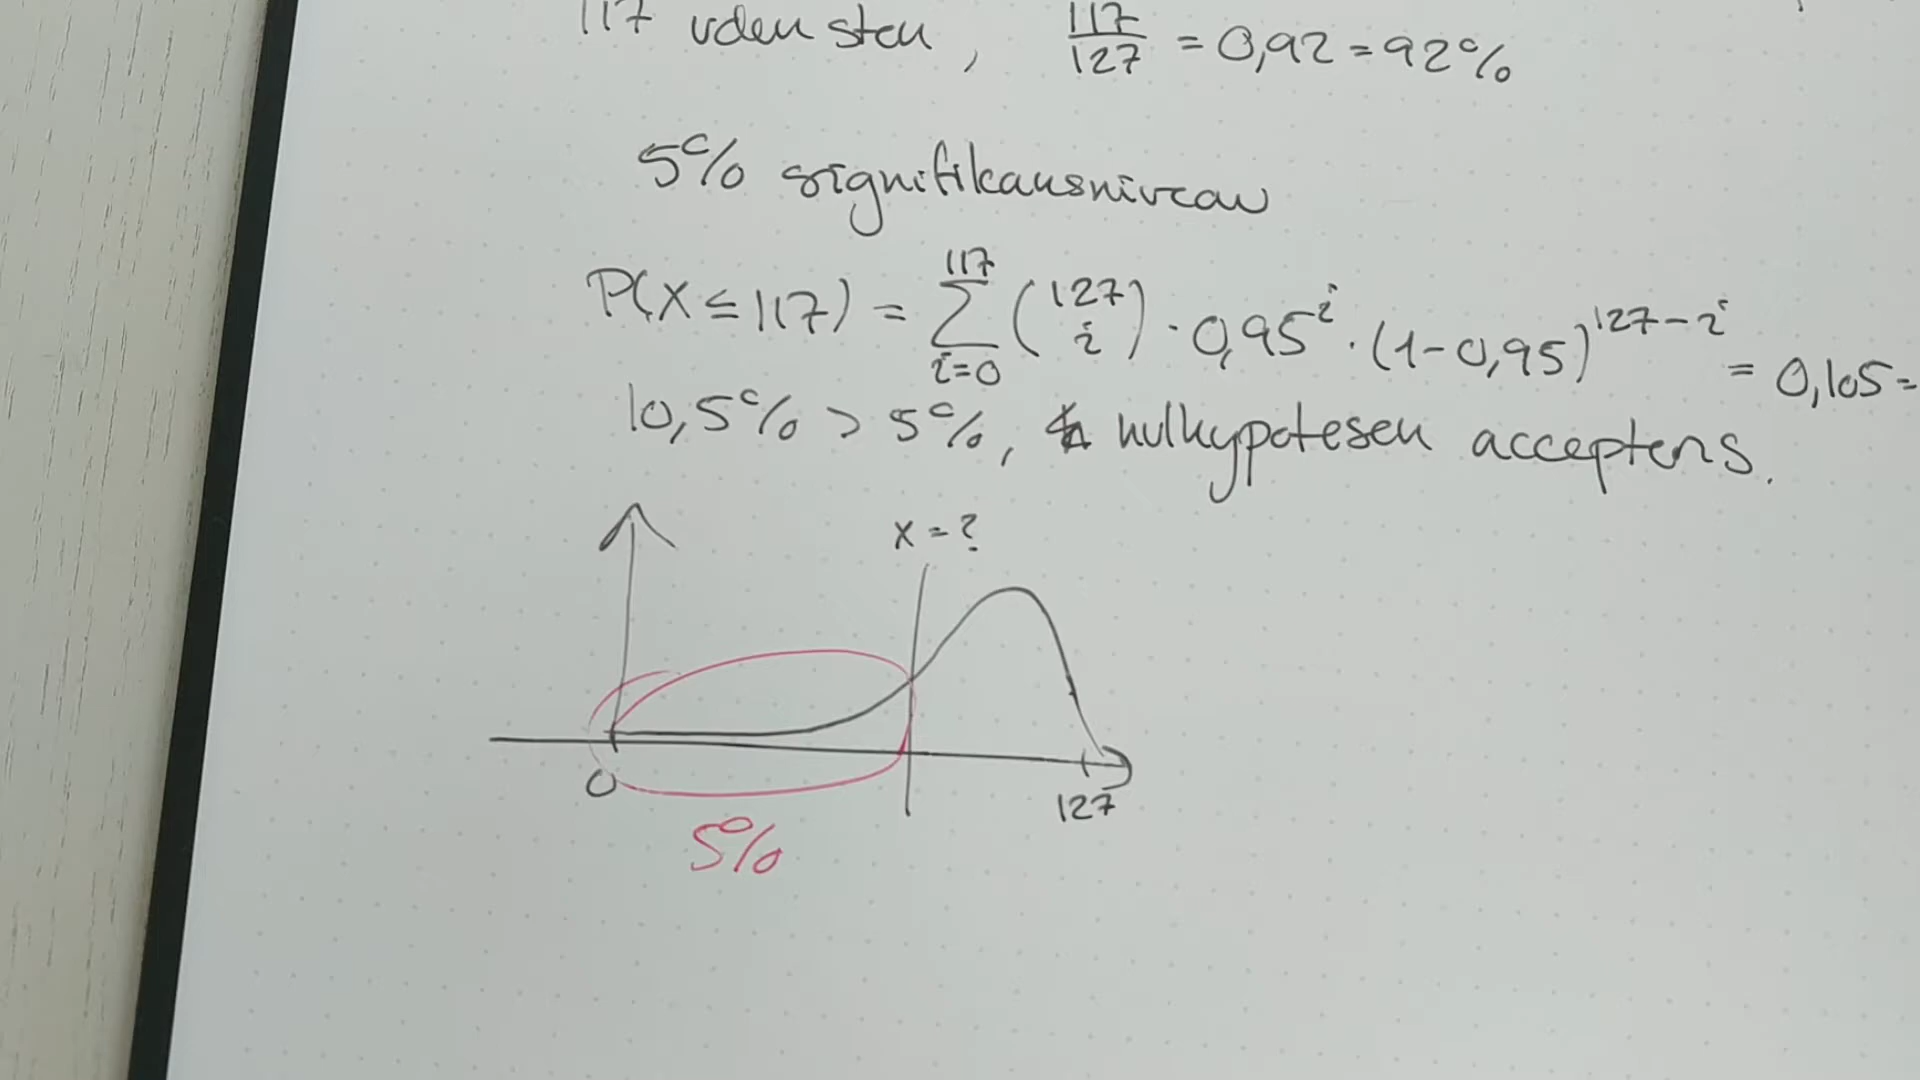 117 uden sten, 117/127 = 0,92 = 92%
5% signifikansniveau
P(X ≤ 117) = ∑_{i=0}^{117} (127 i) · 0,95^i · (1-0,95)^{127-i} = 0,105 =
10,5% > 5%, nulhypotesen accepteres.
x = ?
0
127
5%